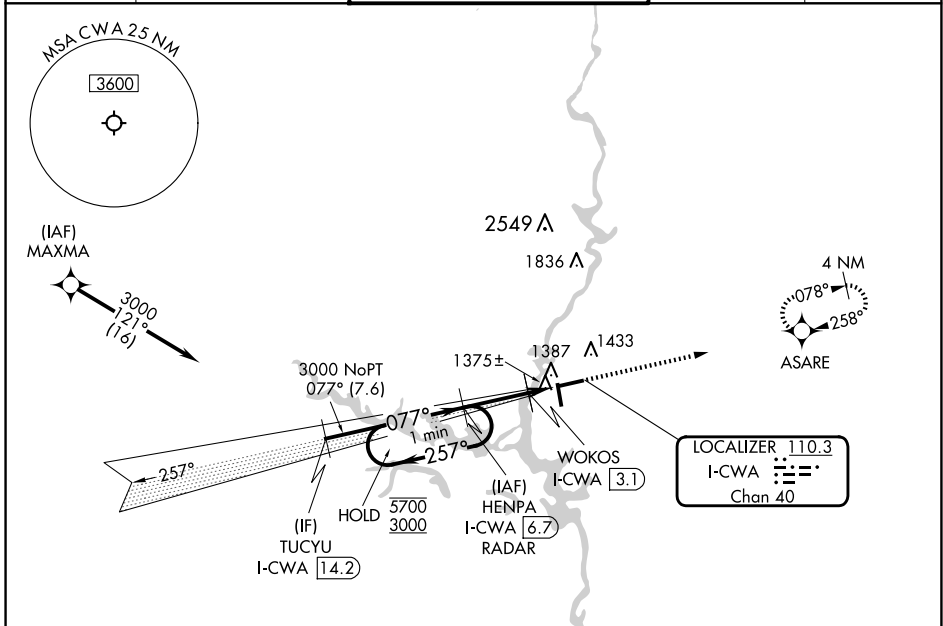 MSA CWA 25 NM
3600
(IAF)
MAXMA
3000
121°
(16)
2549
1836
4 NM
078°
258°
ASARE
1375±
1387
1433
3000 NoPT
077° (7.6)
077°
1 min
257°
257°
LOCALIZER 110.3
I-CWA
Chan 40
WOKOS
I-CWA 3.1
(IAF)
HENPA
I-CWA 6.7
RADAR
HOLD
5700
3000
(IF)
TUCYU
I-CWA 14.2